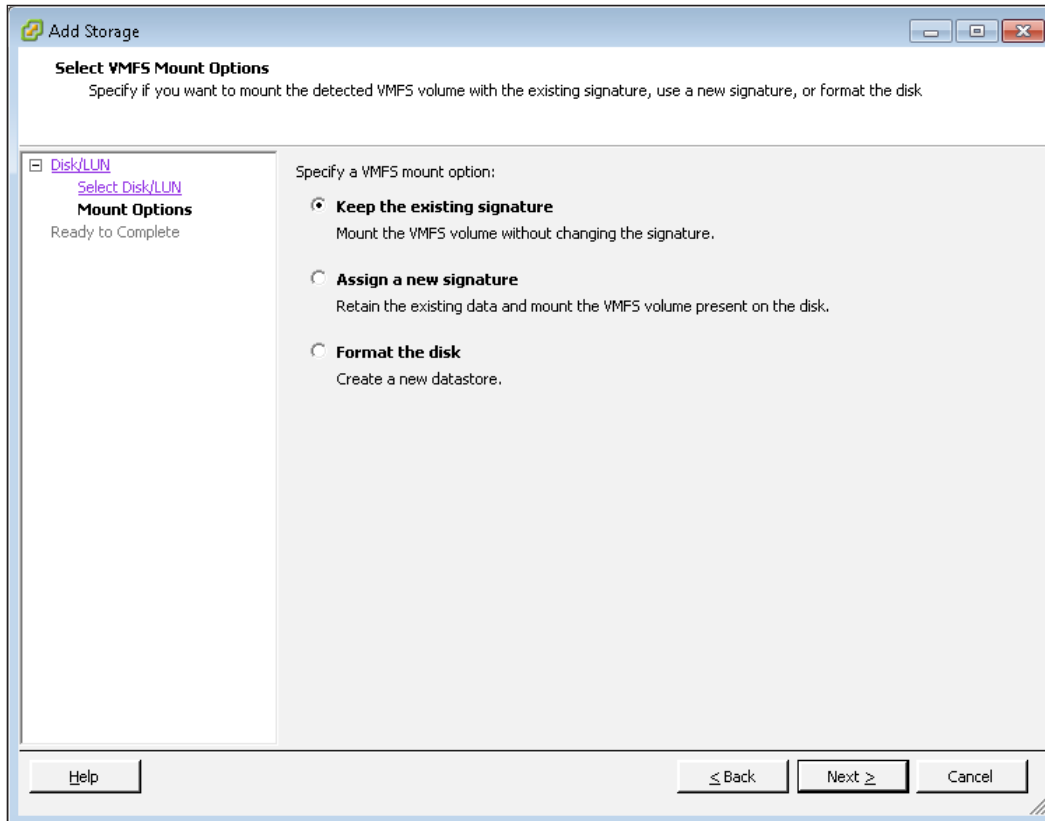 Add Storage
Select VMFS Mount Options
Specify if you want to mount the detected VMFS volume with the existing signature, use a new signature, or format the disk
Disk/LUN
Select Disk/LUN
Mount Options
Ready to Complete
Specify a VMFS mount option:
Keep the existing signature
Mount the VMFS volume without changing the signature.
Assign a new signature
Retain the existing data and mount the VMFS volume present on the disk.
Format the disk
Create a new datastore.
Help
< Back
Next >
Cancel